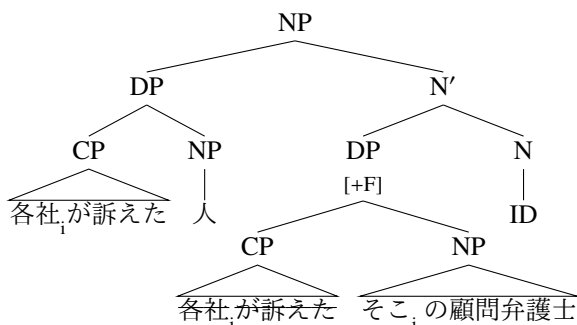 NP
DP N′
CP NP DP N
[+F]
各社iが訴えた 人 ID
CP NP
各社iが訴えた そこiの顧問弁護士